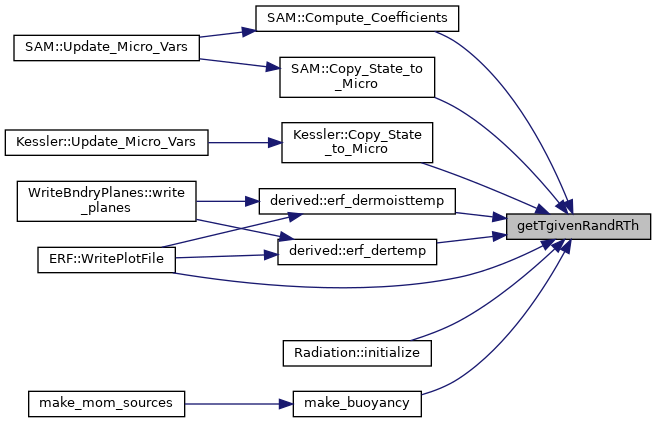 SAM::Compute_Coefficients
SAM::Update_Micro_Vars
SAM::Copy_State_to
_Micro
Kessler::Copy_State
_to_Micro
Kessler::Update_Micro_Vars
WriteBndryPlanes::write
_planes
derived::erf_dermoisttemp
getTgivenRandRTh
derived::erf_dertemp
ERF::WritePlotFile
Radiation::initialize
make_mom_sources
make_buoyancy